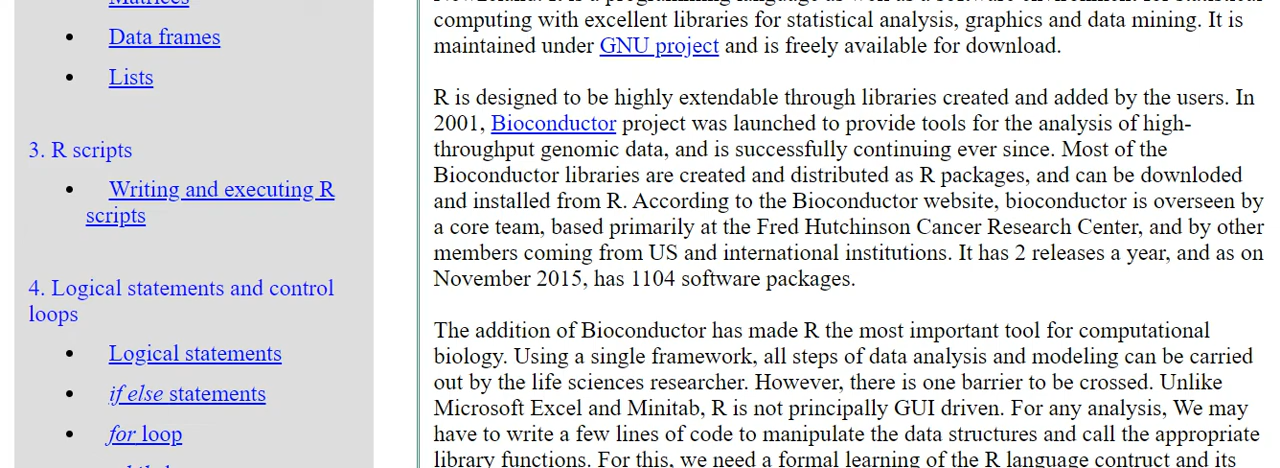 Matrices
Data frames
Lists
3. R scripts
Writing and executing R
scripts
4. Logical statements and control
loops
Logical statements
if else statements
for loop
computing with excellent libraries for statistical analysis, graphics and data mining. It is
maintained under GNU project and is freely available for download.
R is designed to be highly extendable through libraries created and added by the users. In
2001, Bioconductor project was launched to provide tools for the analysis of high-
throughput genomic data, and is successfully continuing ever since. Most of the
Bioconductor libraries are created and distributed as R packages, and can be downloded
and installed from R. According to the Bioconductor website, bioconductor is overseen by
a core team, based primarily at the Fred Hutchinson Cancer Research Center, and by other
members coming from US and international institutions. It has 2 releases a year, and as on
November 2015, has 1104 software packages.
The addition of Bioconductor has made R the most important tool for computational
biology. Using a single framework, all steps of data analysis and modeling can be carried
out by the life sciences researcher. However, there is one barrier to be crossed. Unlike
Microsoft Excel and Minitab, R is not principally GUI driven. For any analysis, We may
have to write a few lines of code to manipulate the data structures and call the appropriate
library functions. For this, we need a formal learning of the R language contruct and its